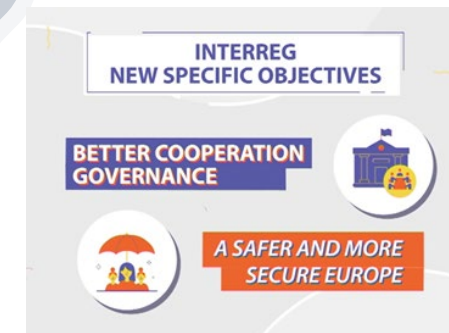 INTERREG
NEW SPECIFIC OBJECTIVES
BETTER COOPERATION
GOVERNANCE
A SAFER AND MORE
SECURE EUROPE